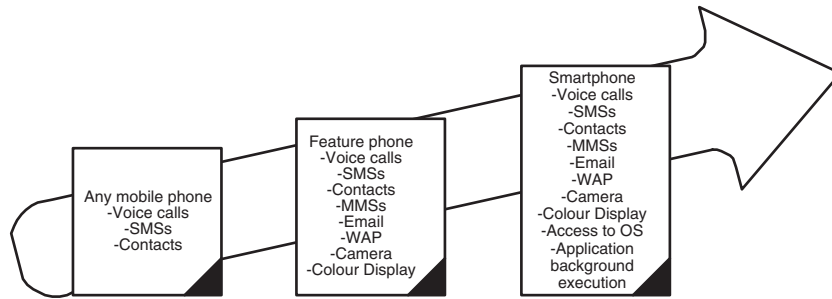 Any mobile phone
-Voice calls
-SMSs
-Contacts
Feature phone
-Voice calls
-SMSs
-Contacts
-MMSs
-Email
-WAP
-Camera
-Colour Display
Smartphone
-Voice calls
-SMSs
-Contacts
-MMSs
-Email
-WAP
-Camera
-Colour Display
-Access to OS
-Application
background
execution